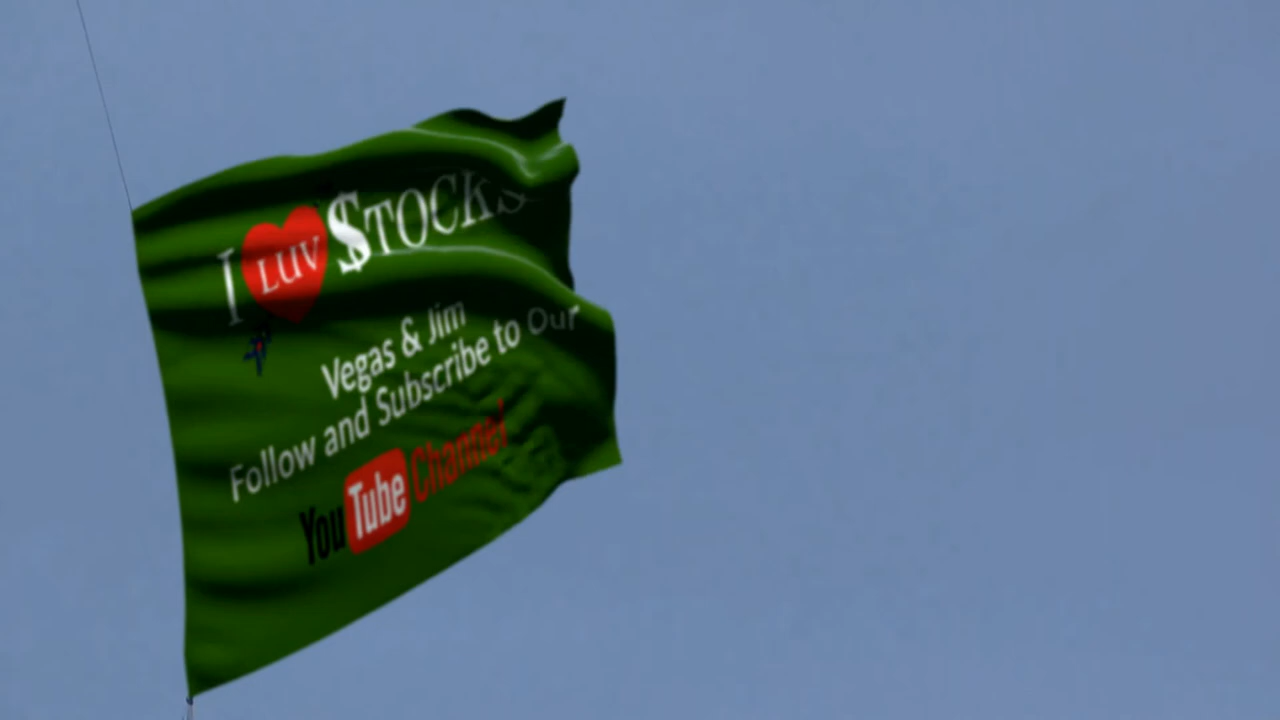 I LUV $TOCKS
Vegas & Jim
Follow and Subscribe to Our
YouTube Channel